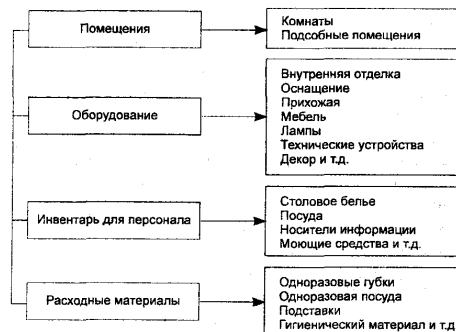 Помещения
Комнаты
Подсобные помещения
Оборудование
Внутренняя отделка
Оснащение
Прихожая
Мебель
Лампы
Технические устройства
Декор и т.д.
Инвентарь для персонала
Столовое белье
Посуда
Носители информации
Моющие средства и т.д.
Расходные материалы
Одноразовые губки
Одноразовая посуда
Подставки
Гигиенический материал и т.д